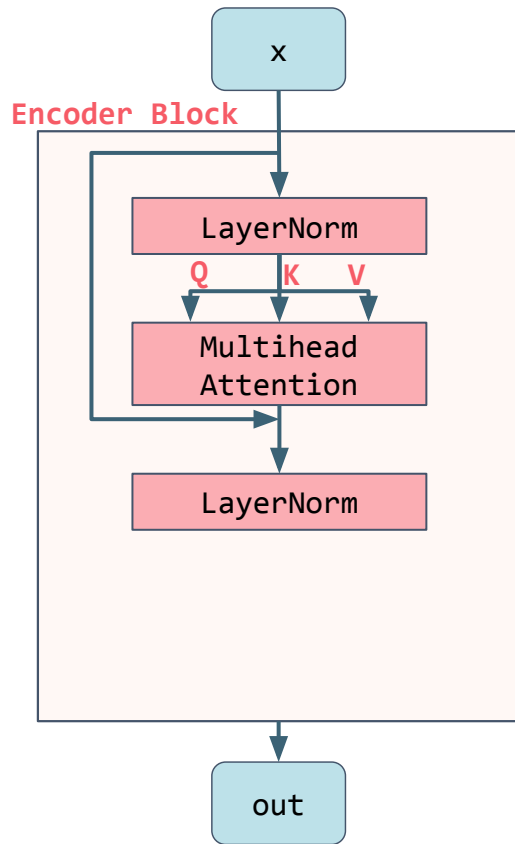 x
Encoder Block
LayerNorm
Q K V
Multihead
Attention
LayerNorm
out